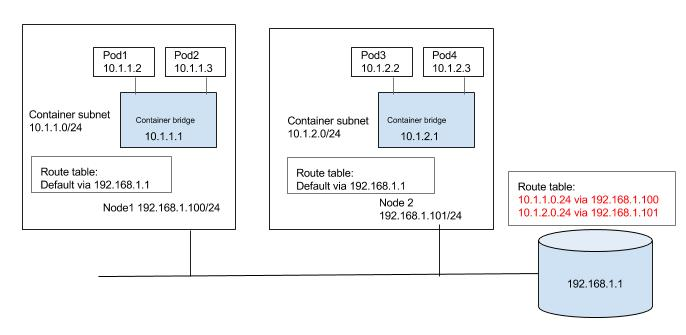 Pod1
10.1.1.2
Pod2
10.1.1.3
Container subnet
10.1.1.0/24
Container bridge
10.1.1.1
Route table:
Default via 192.168.1.1
Node1 192.168.1.100/24
Pod3
10.1.2.2
Pod4
10.1.2.3
Container subnet
10.1.2.0/24
Container bridge
10.1.2.1
Route table:
Default via 192.168.1.1
Node 2
192.168.1.101/24
Route table:
10.1.1.0.24 via 192.168.1.100
10.1.2.0.24 via 192.168.1.101
192.168.1.1